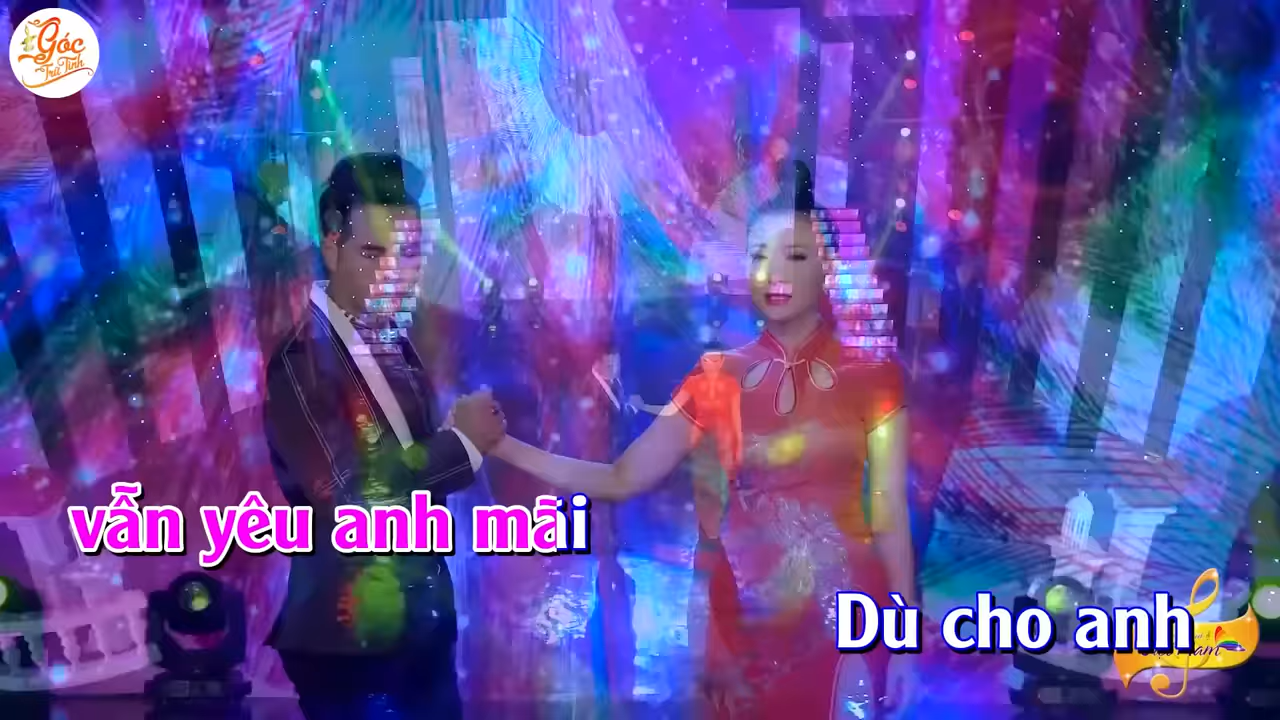 Góc
Trữ Tình
vẫn yêu anh mãi
Dù cho anh